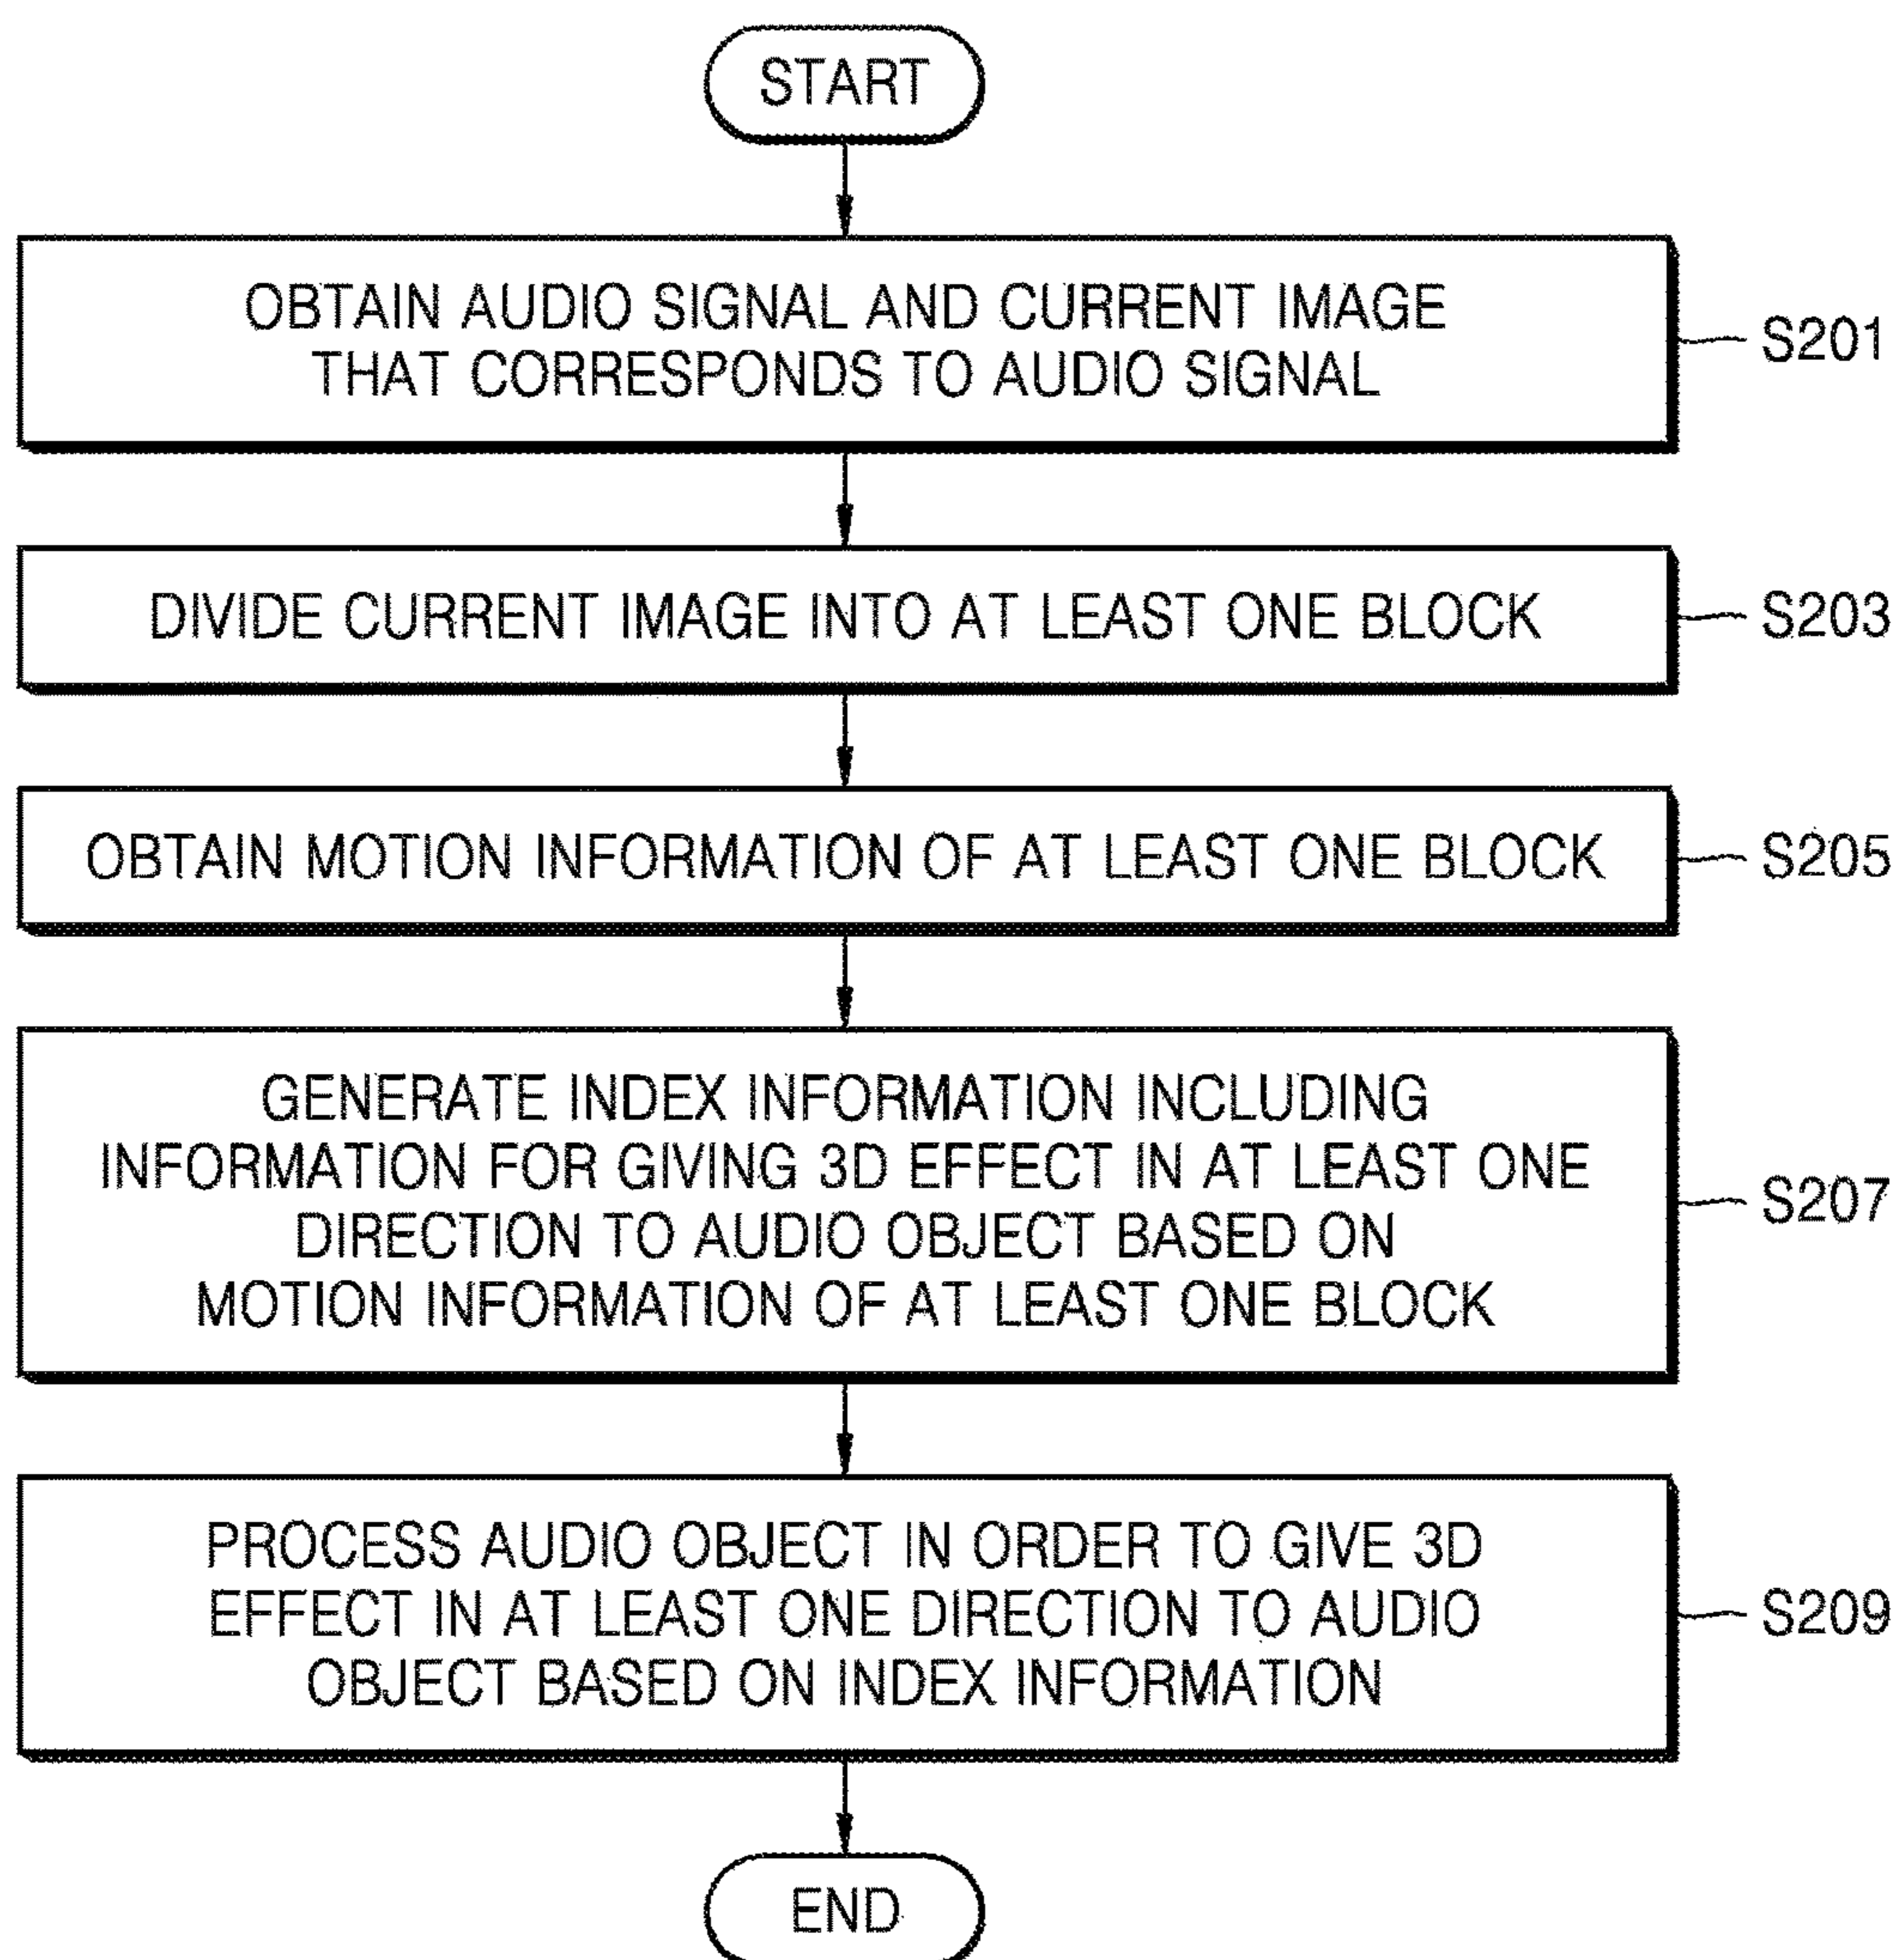 START
OBTAIN AUDIO SIGNAL AND CURRENT IMAGE
THAT CORRESPONDS TO AUDIO SIGNAL
S201
DIVIDE CURRENT IMAGE INTO AT LEAST ONE BLOCK
S203
OBTAIN MOTION INFORMATION OF AT LEAST ONE BLOCK
S205
GENERATE INDEX INFORMATION INCLUDING
INFORMATION FOR GIVING 3D EFFECT IN AT LEAST ONE
DIRECTION TO AUDIO OBJECT BASED ON
MOTION INFORMATION OF AT LEAST ONE BLOCK
S207
PROCESS AUDIO OBJECT IN ORDER TO GIVE 3D
EFFECT IN AT LEAST ONE DIRECTION TO AUDIO
OBJECT BASED ON INDEX INFORMATION
S209
END